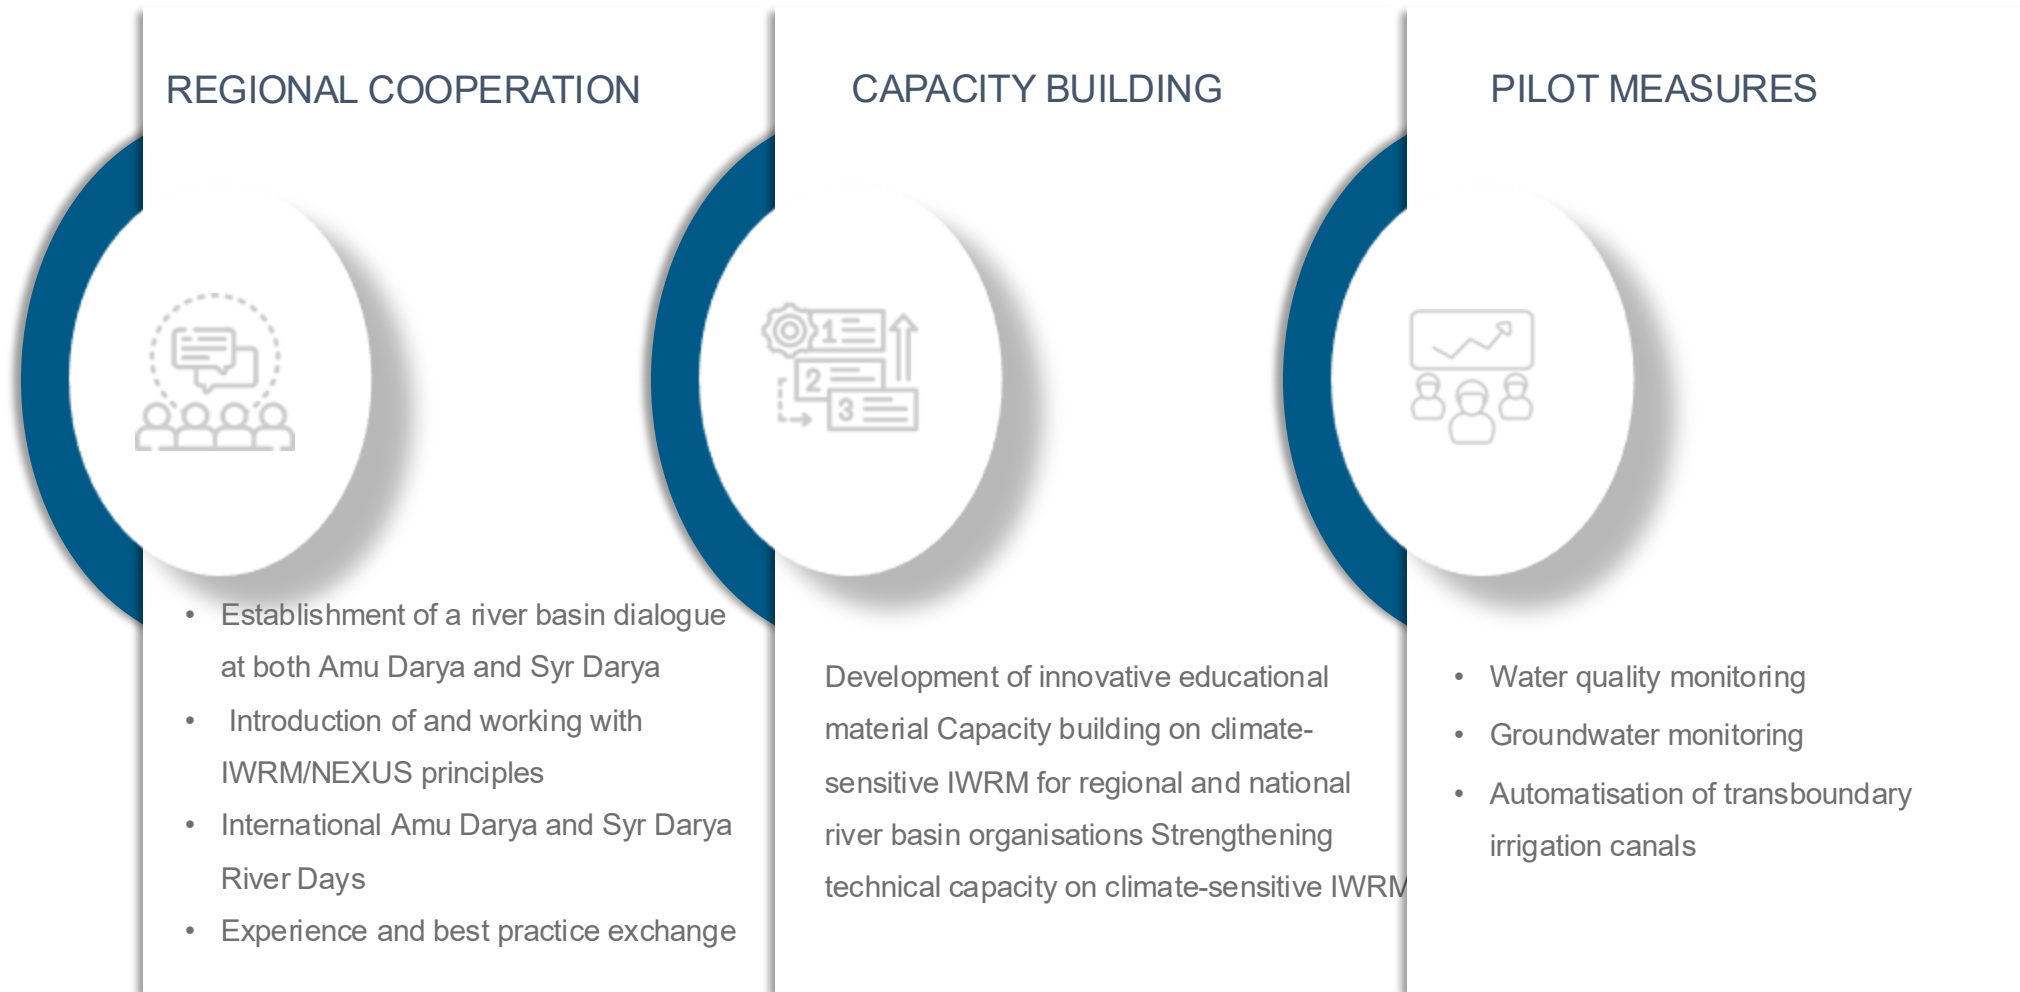 REGIONAL COOPERATION
• Establishment of a river basin dialogue
at both Amu Darya and Syr Darya
• Introduction of and working with
IWRM/NEXUS principles
• International Amu Darya and Syr Darya
River Days
• Experience and best practice exchange
CAPACITY BUILDING
1
2
3
Development of innovative educational
material Capacity building on climate-
sensitive IWRM for regional and national
river basin organisations Strengthening
technical capacity on climate-sensitive IWRM
PILOT MEASURES
• Water quality monitoring
• Groundwater monitoring
• Automatisation of transboundary
irrigation canals